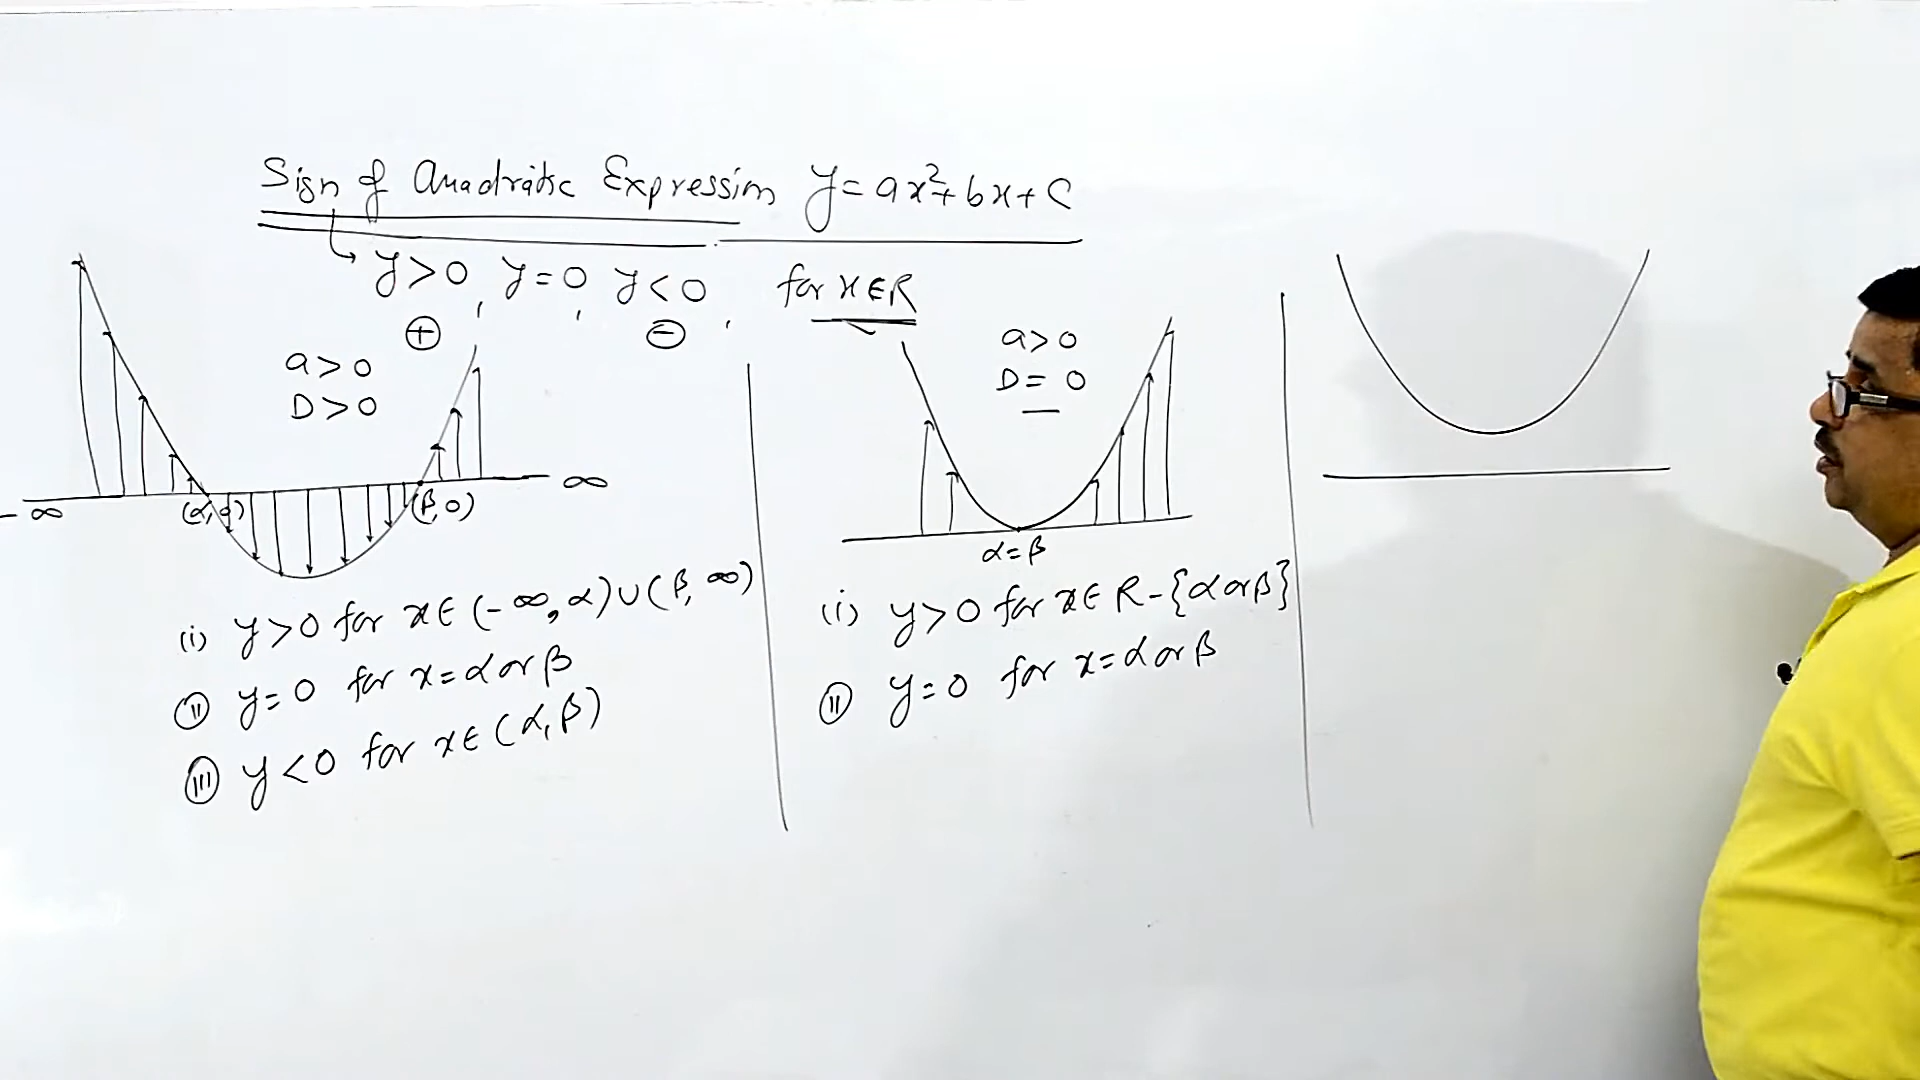 Sign of Quadratic Expression y = ax²+bx+c
y>0, y=0, y<0, for x∈R
⊕ ⊖
a>0
D>0
-∞ (α,0) (β,0) ∞
(i) y>0 for x∈(-∞,α)∪(β,∞)
(ii) y=0 for x=α or β
(iii) y<0 for x∈(α,β)
a>0
D=0
α=β
(i) y>0 for x∈R-{α or β}
(ii) y=0 for x=α or β